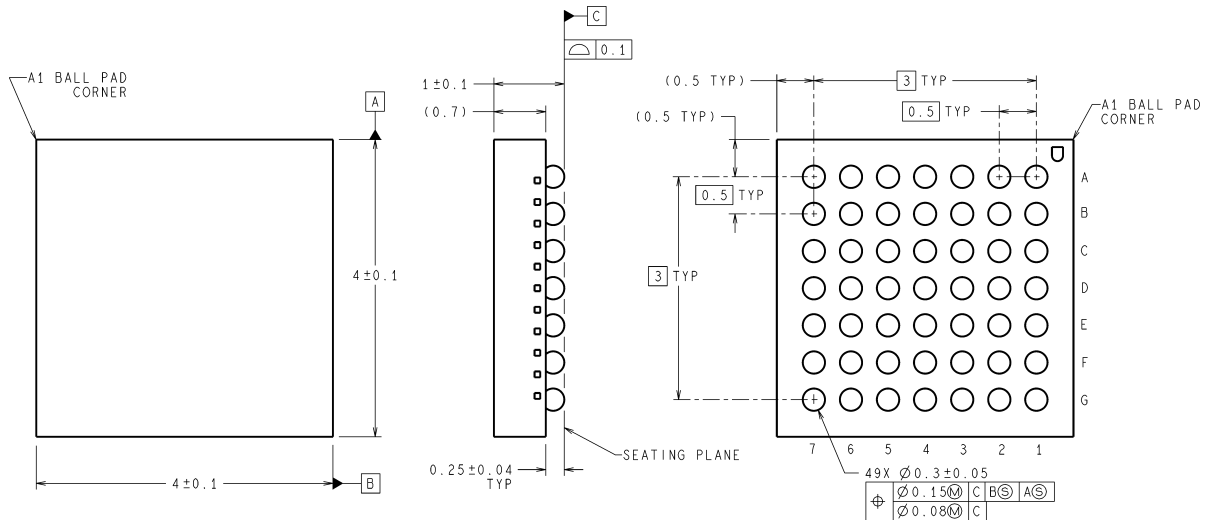 A1 BALL PAD
CORNER
A
4±0.1
4±0.1
B
C
⌓ 0.1
1±0.1
(0.7)
0.25±0.04
TYP
SEATING PLANE
(0.5 TYP)
3 TYP
0.5 TYP
(0.5 TYP)
A1 BALL PAD
CORNER
0.5 TYP
3 TYP
A
B
C
D
E
F
G
7 6 5 4 3 2 1
49X Ø0.3±0.05
⌖ Ø0.15Ⓜ C BⓈ AⓈ
Ø0.08Ⓜ C